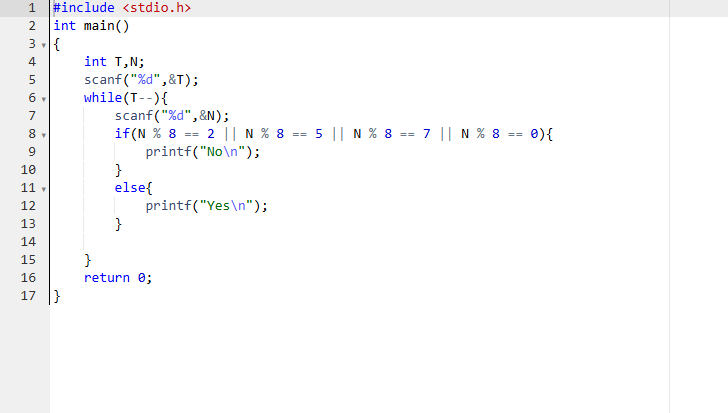 1 #include <stdio.h>
2 int main()
3 {
4 int T,N;
5 scanf("%d",&T);
6 while(T--){
7 scanf("%d",&N);
8 if(N % 8 == 2 || N % 8 == 5 || N % 8 == 7 || N % 8 == 0){
9 printf("No\n");
10 }
11 else{
12 printf("Yes\n");
13 }
14
15 }
16 return 0;
17 }